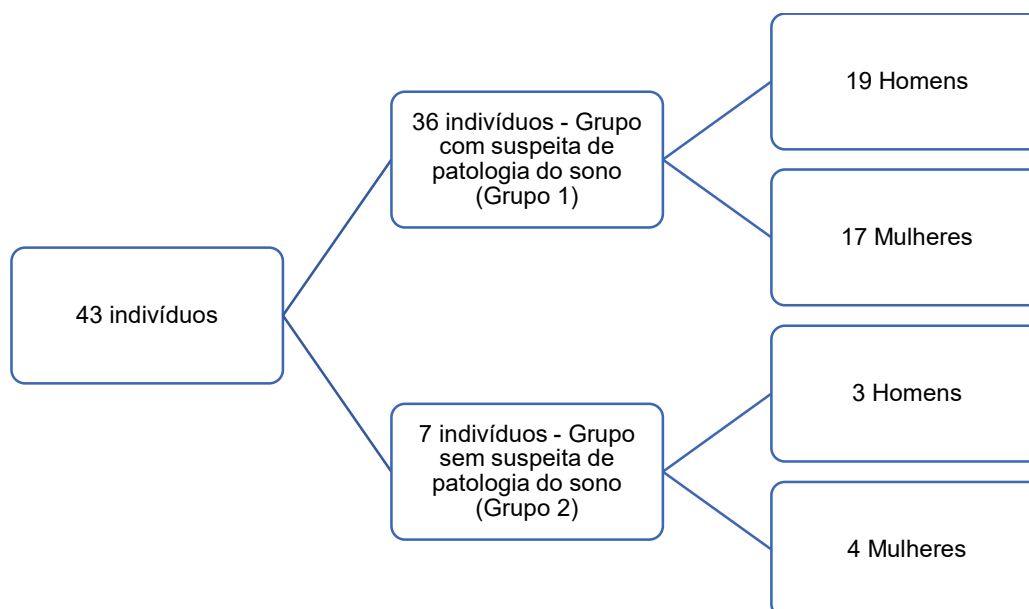 43 indivíduos
36 indivíduos - Grupo
com suspeita de
patologia do sono
(Grupo 1)
19 Homens
17 Mulheres
7 indivíduos - Grupo
sem suspeita de
patologia do sono
(Grupo 2)
3 Homens
4 Mulheres